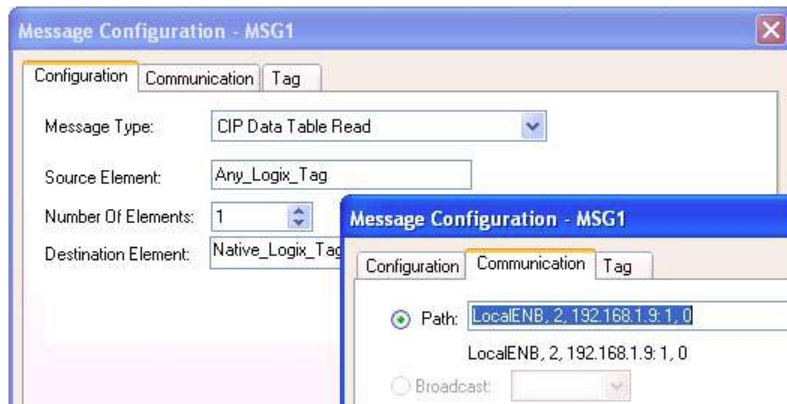 Message Configuration - MSG1
Configuration Communication Tag
Message Type: CIP Data Table Read
Source Element: Any_Logix_Tag
Number Of Elements: 1
Destination Element: Native_Logix_Tag
Message Configuration - MSG1
Configuration Communication Tag
Path: LocalENB, 2, 192.168.1.9: 1, 0
LocalENB, 2, 192.168.1.9: 1, 0
Broadcast: